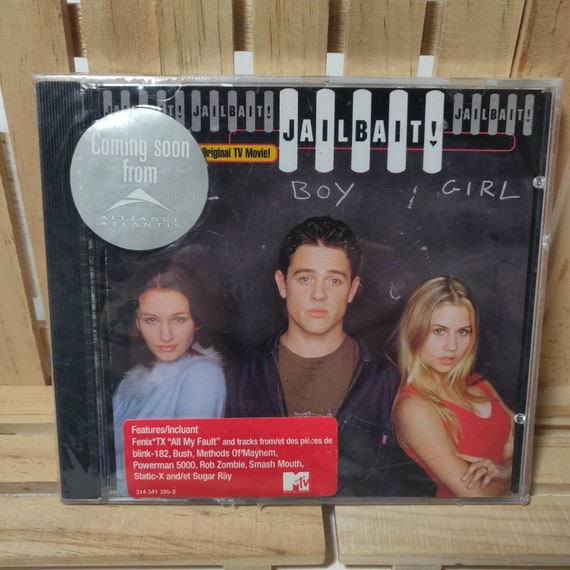 JAILBAIT! JAILBAIT! JAILBAIT! JAILBAIT!
Original TV Movie!
Coming soon
from
ALLIANCE
ATLANTIS
L BOY ; GIRL
Features/Incluant
Fenix*TX "All My Fault" and tracks from/et des pièces de
blink-182, Bush, Methods Of Mayhem,
Powerman 5000, Rob Zombie, Smash Mouth,
Static-X and/et Sugar Ray
MTV
314 541 395-2